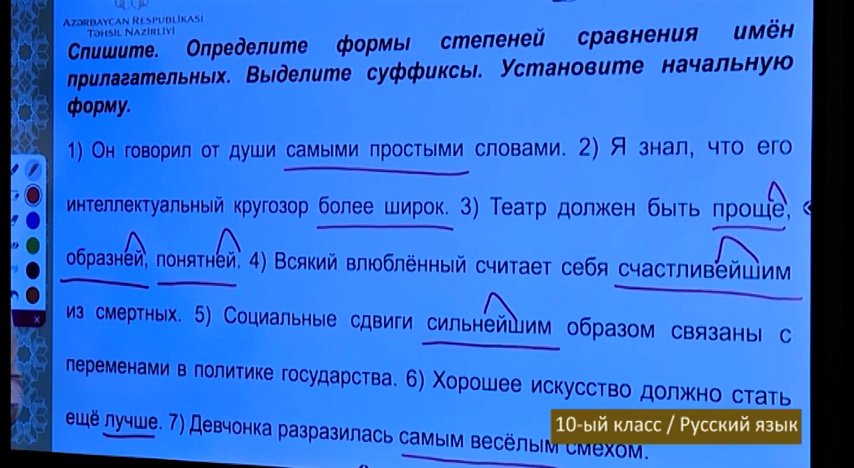 AZƏRBAYCAN RESPUBLİKASI
TƏHSİL NAZİRLİYİ
Спишите. Определите формы степеней сравнения имён
прилагательных. Выделите суффиксы. Установите начальную
форму.
1) Он говорил от души самыми простыми словами. 2) Я знал, что его
интеллектуальный кругозор более широк. 3) Театр должен быть проще,
образней, понятней. 4) Всякий влюблённый считает себя счастливейшим
из смертных. 5) Социальные сдвиги сильнейшим образом связаны с
переменами в политике государства. 6) Хорошее искусство должно стать
ещё лучше. 7) Девчонка разразилась самым весёлым смехом.
10-ый класс / Русский язык